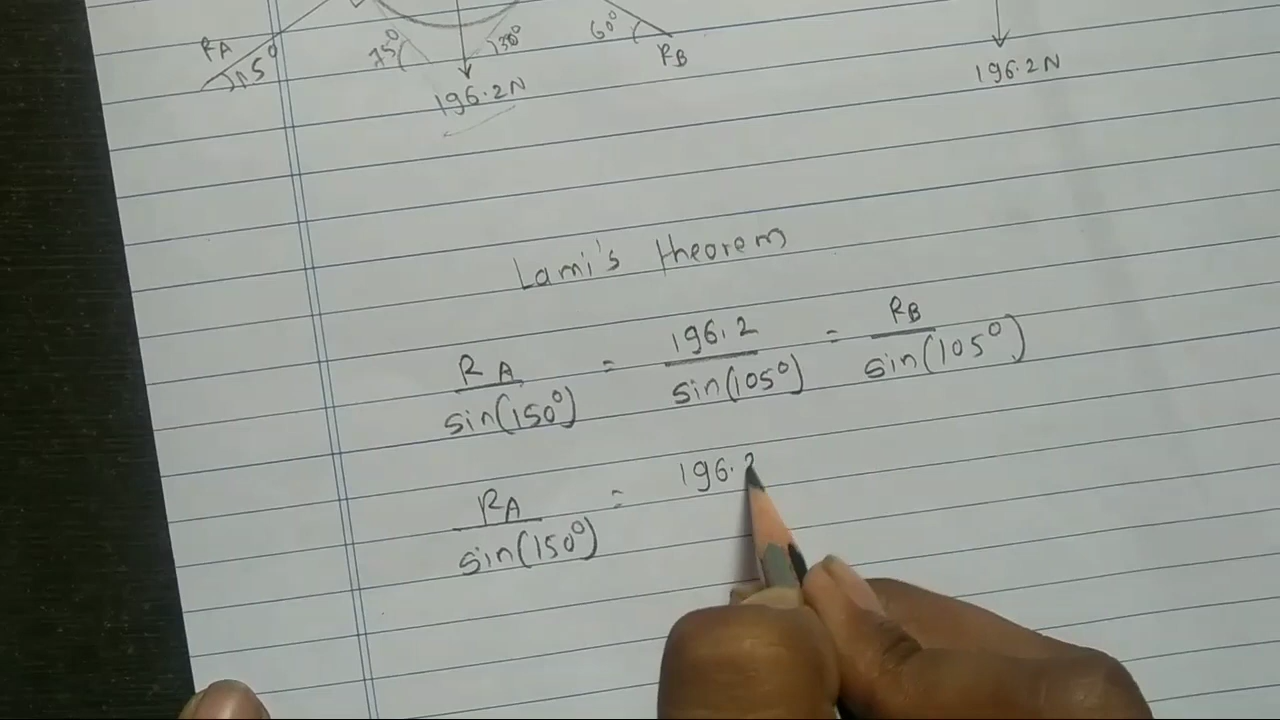 RA 15° 75° 30° 60° RB
196.2N 196.2N
Lami's theorem
RA / sin(150°) = 196.2 / sin(105°) = RB / sin(105°)
RA / sin(150°) = 196.2